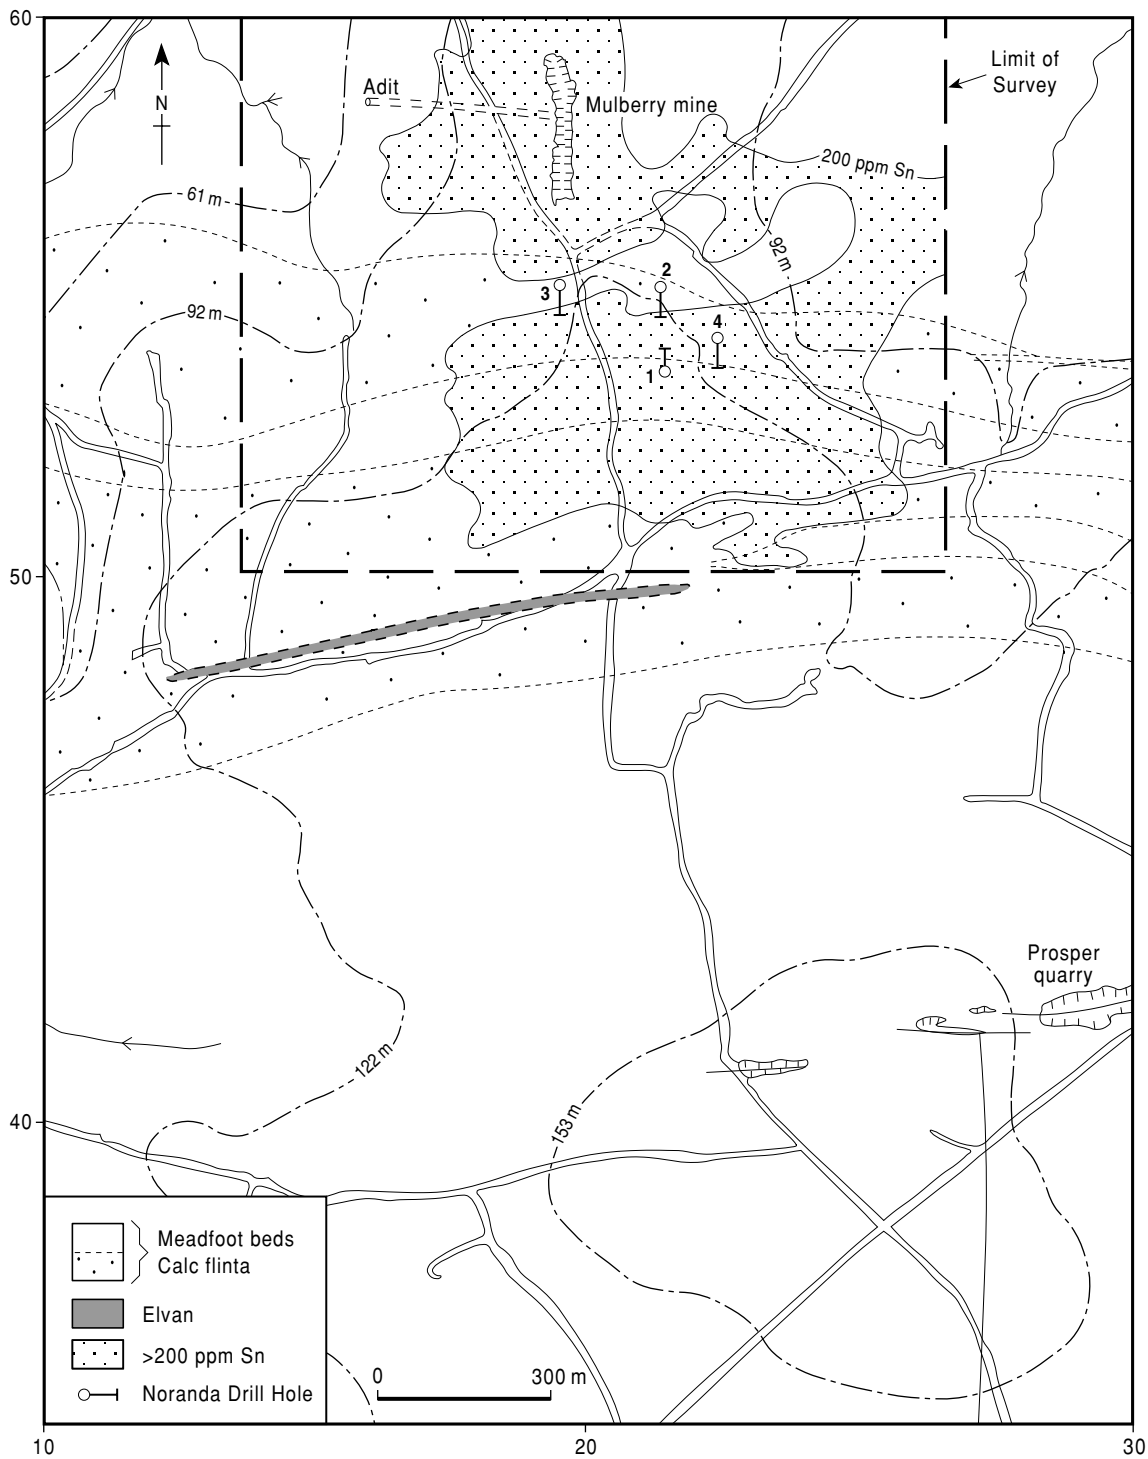 60
Adit
Mulberry mine
Limit of
Survey
N
200 ppm Sn
61 m
92 m
92 m
2
3
4
1
50
Prosper
quarry
122 m
153 m
40
Meadfoot beds
Calc flinta
Elvan
>200 ppm Sn
Noranda Drill Hole
0 300 m
10 20 30